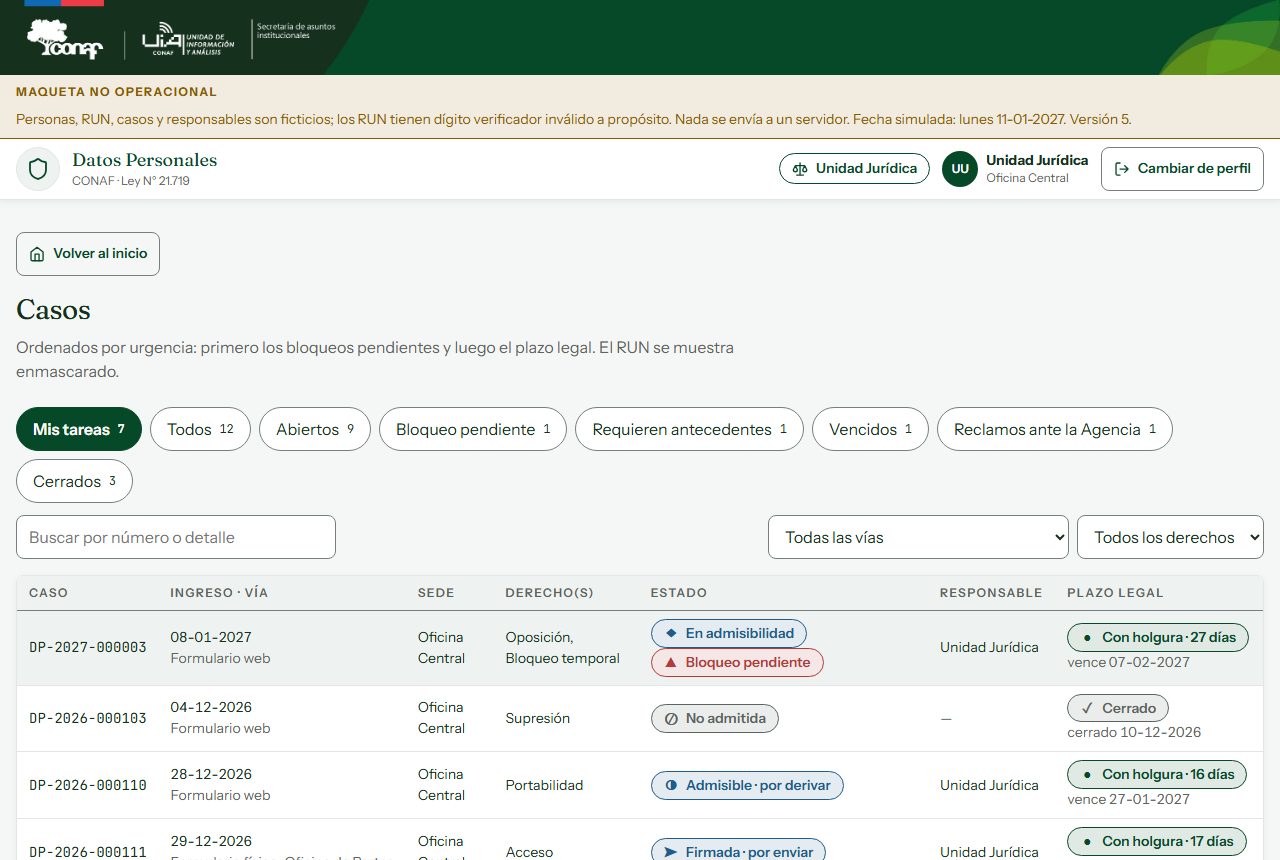 conaf
UiA
CONAF
UNIDAD DE
INFORMACIÓN
Y ANÁLISIS
Secretaría de asuntos
institucionales
MAQUETA NO OPERACIONAL
Personas, RUN, casos y responsables son ficticios; los RUN tienen dígito verificador inválido a propósito. Nada se envía a un servidor. Fecha simulada: lunes 11-01-2027. Versión 5.
Datos Personales
CONAF · Ley N° 21.719
Unidad Jurídica
UU
Unidad Jurídica
Oficina Central
Cambiar de perfil
Volver al inicio
Casos
Ordenados por urgencia: primero los bloqueos pendientes y luego el plazo legal. El RUN se muestra
enmascarado.
Mis tareas 7
Todos 12
Abiertos 9
Bloqueo pendiente 1
Requieren antecedentes 1
Vencidos 1
Reclamos ante la Agencia 1
Cerrados 3
Buscar por número o detalle
Todas las vías
Todos los derechos
CASO INGRESO · VÍA SEDE DERECHO(S) ESTADO RESPONSABLE PLAZO LEGAL
DP-2027-000003
08-01-2027
Formulario web
Oficina
Central
Oposición,
Bloqueo temporal
En admisibilidad
Bloqueo pendiente
Unidad Jurídica
Con holgura · 27 días
vence 07-02-2027
DP-2026-000103
04-12-2026
Formulario web
Oficina
Central
Supresión
No admitida
—
Cerrado
cerrado 10-12-2026
DP-2026-000110
28-12-2026
Formulario web
Oficina
Central
Portabilidad
Admisible · por derivar
Unidad Jurídica
Con holgura · 16 días
vence 27-01-2027
DP-2026-000111
29-12-2026
Oficina
Acceso
Firmada · por enviar
Unidad Jurídica
Con holgura · 17 días